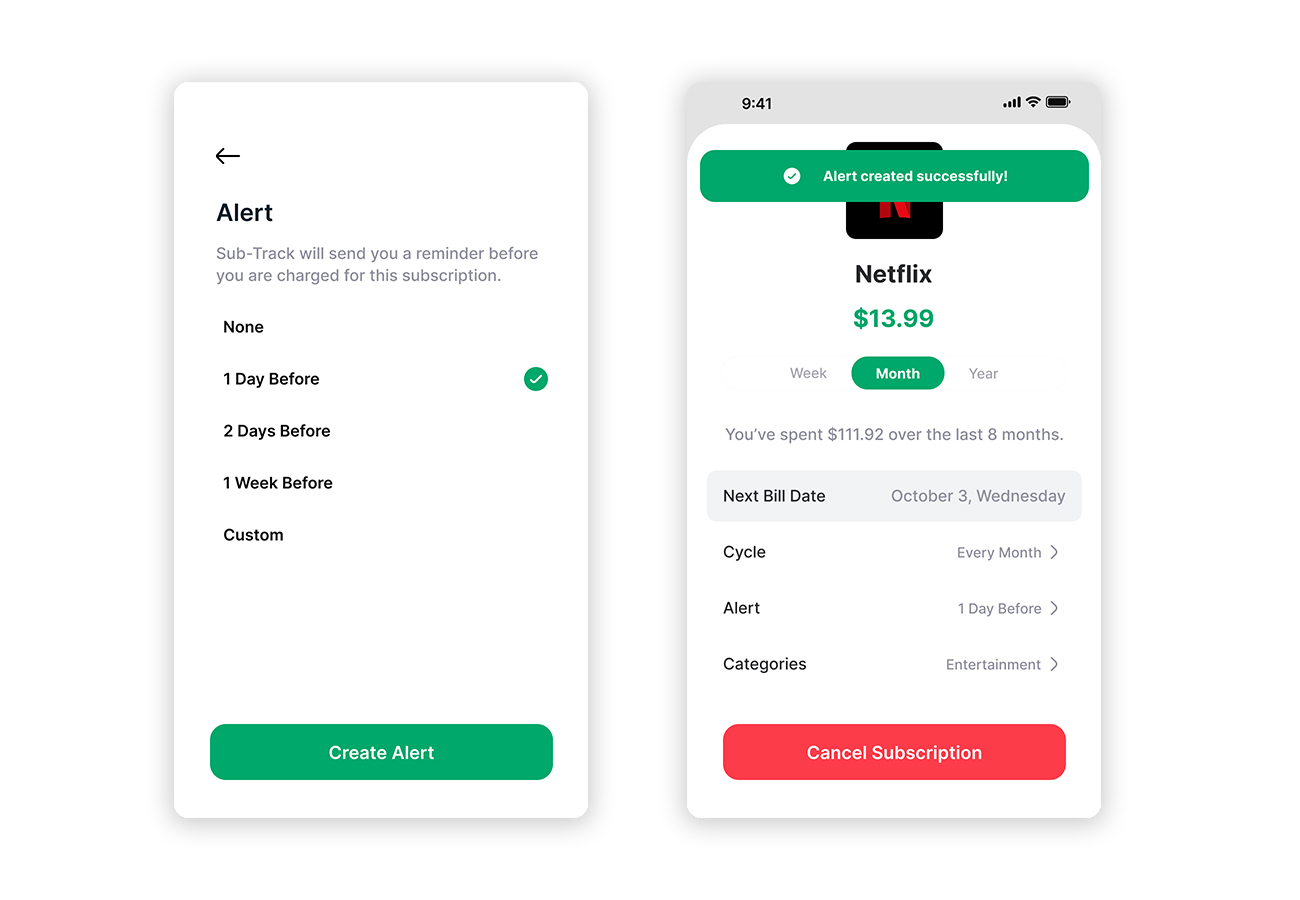 Alert
Sub-Track will send you a reminder before
you are charged for this subscription.
None
1 Day Before
2 Days Before
1 Week Before
Custom
Create Alert
9:41
Alert created successfully!
N
Netflix
$13.99
Week Month Year
You’ve spent $111.92 over the last 8 months.
Next Bill Date October 3, Wednesday
Cycle Every Month
Alert 1 Day Before
Categories Entertainment
Cancel Subscription